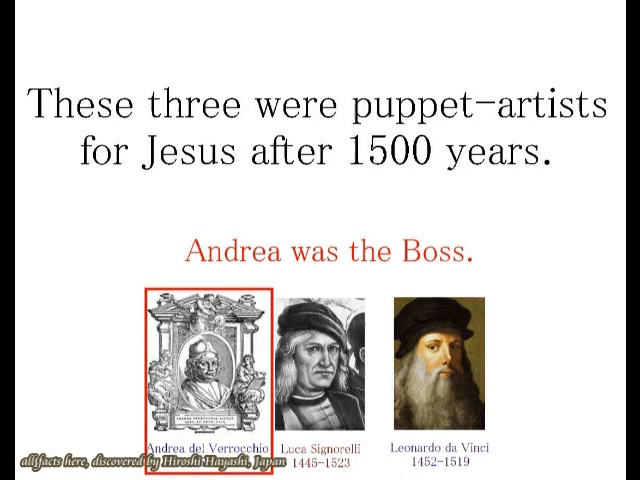 These three were puppet-artists
for Jesus after 1500 years.
Andrea was the Boss.
Andrea del Verrocchio
Luca Signorelli
1445-1523
Leonardo da Vinci
1452-1519
allfacts here, discovered by Hiroshi Hayashi, Japan